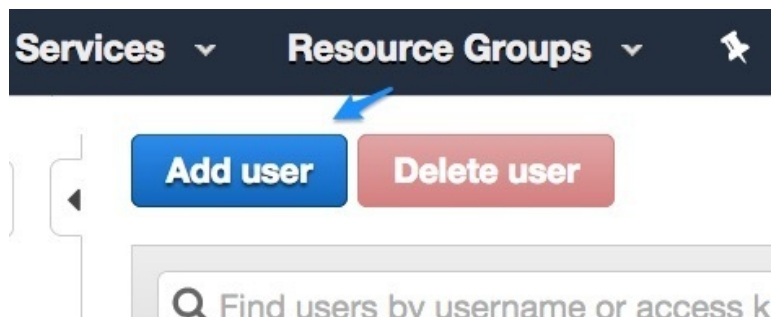 Services Resource Groups
Add user Delete user
Find users by username or access k